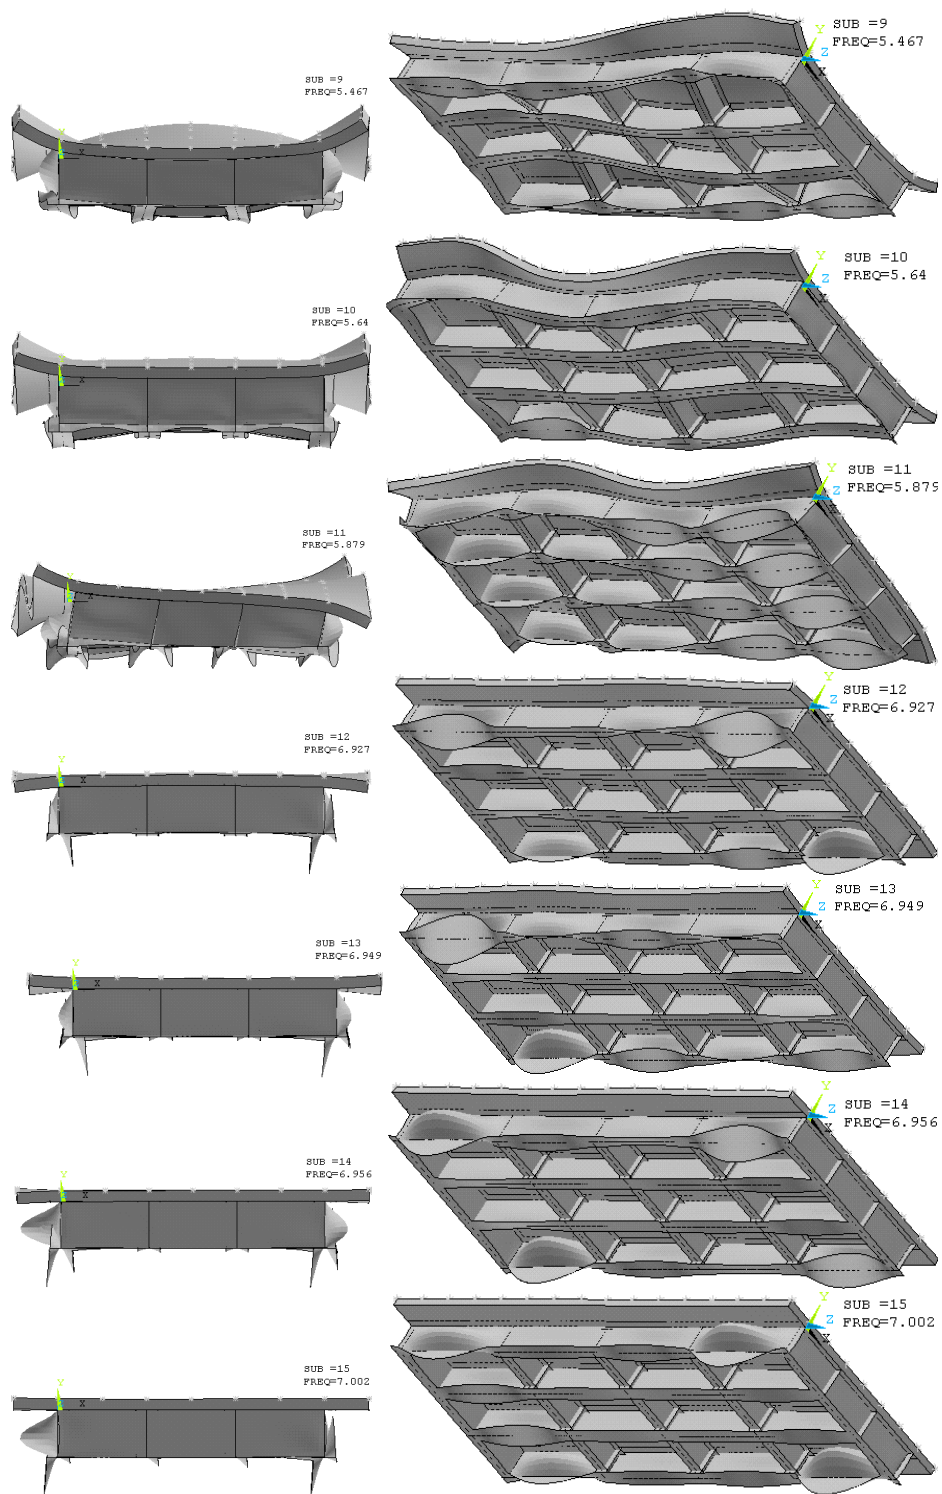 SUB =9
FREQ=5.467
Y
X
Y
Z
X
SUB =9
FREQ=5.467
SUB =10
FREQ=5.64
Y
X
Y
Z
X
SUB =10
FREQ=5.64
SUB =11
FREQ=5.879
Y
X
Y
Z
X
SUB =11
FREQ=5.879
SUB =12
FREQ=6.927
Y
X
Y
Z
X
SUB =12
FREQ=6.927
SUB =13
FREQ=6.949
Y
X
Y
Z
X
SUB =13
FREQ=6.949
SUB =14
FREQ=6.956
Y
X
Y
Z
X
SUB =14
FREQ=6.956
SUB =15
FREQ=7.002
Y
X
Y
Z
X
SUB =15
FREQ=7.002